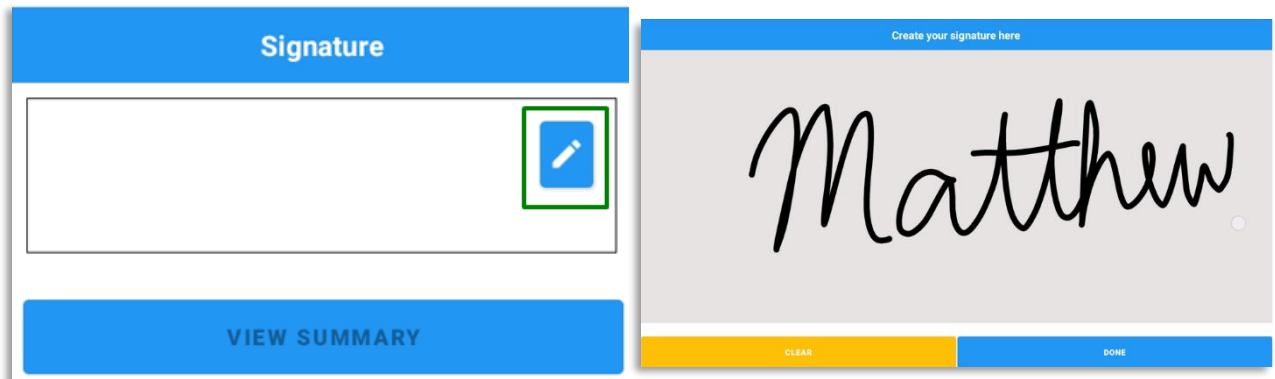 Signature
VIEW SUMMARY
Create your signature here
Matthew
CLEAR
DONE